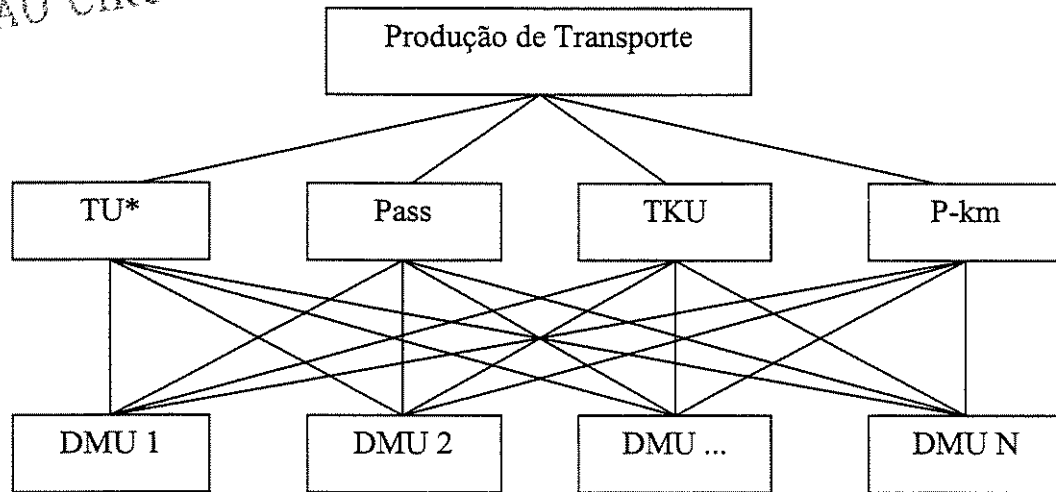 Produção de Transporte
TU*
Pass
TKU
P-km
DMU 1
DMU 2
DMU ...
DMU N